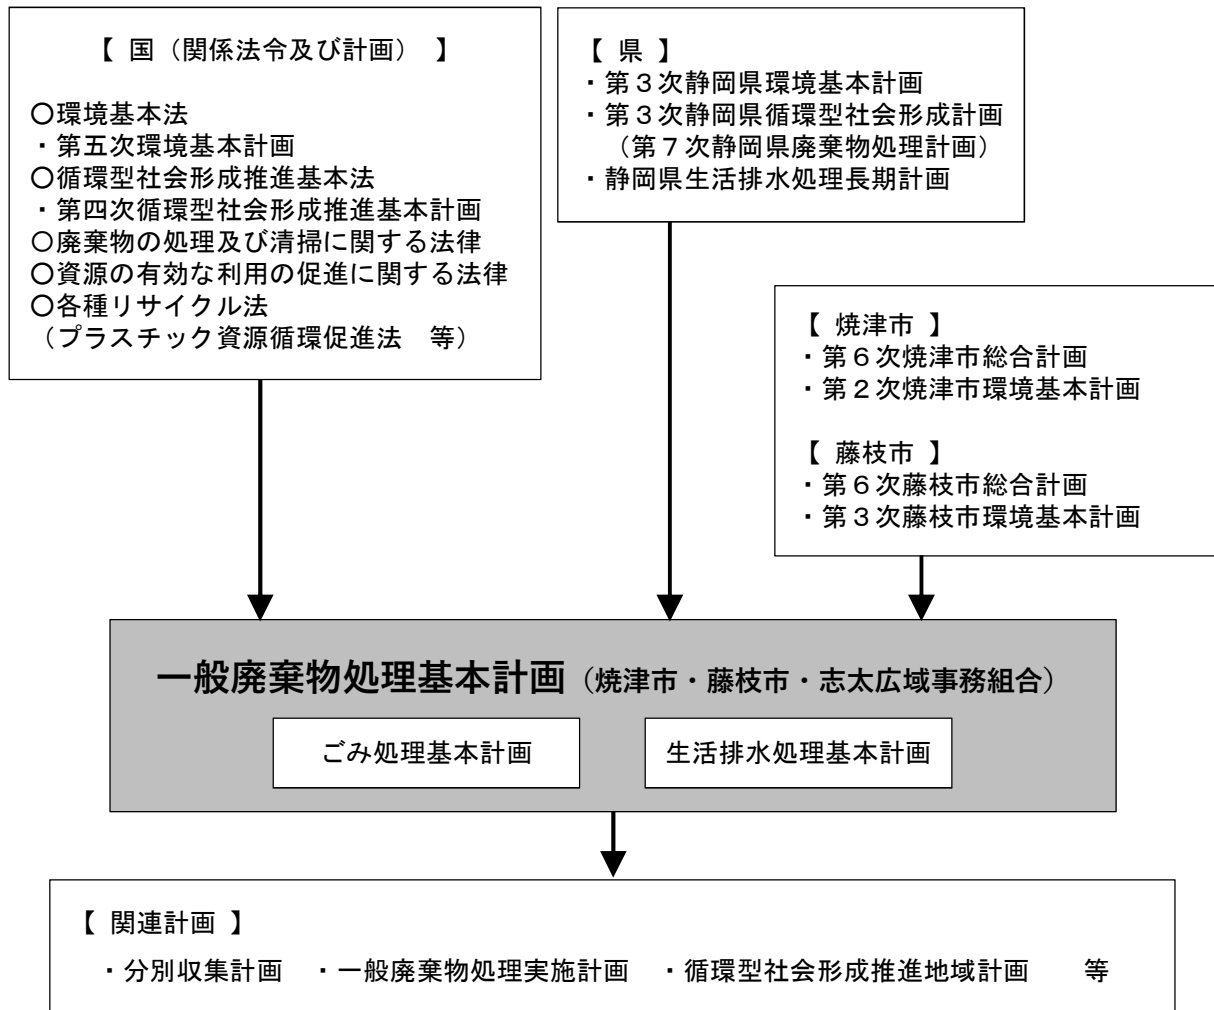 【 国（関係法令及び計画） 】
〇環境基本法
・第五次環境基本計画
〇循環型社会形成推進基本法
・第四次循環型社会形成推進基本計画
〇廃棄物の処理及び清掃に関する法律
〇資源の有効な利用の促進に関する法律
〇各種リサイクル法
（プラスチック資源循環促進法　等）
【 県 】
・第３次静岡県環境基本計画
・第３次静岡県循環型社会形成計画
（第７次静岡県廃棄物処理計画）
・静岡県生活排水処理長期計画
【 焼津市 】
・第６次焼津市総合計画
・第２次焼津市環境基本計画
【 藤枝市 】
・第６次藤枝市総合計画
・第３次藤枝市環境基本計画
一般廃棄物処理基本計画（焼津市・藤枝市・志太広域事務組合）
ごみ処理基本計画
生活排水処理基本計画
【 関連計画 】
・分別収集計画　・一般廃棄物処理実施計画　・循環型社会形成推進地域計画　　等